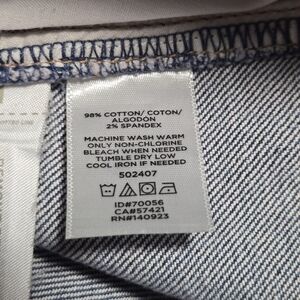 98% COTTON/ COTON/
ALGODON
2% SPANDEX
MACHINE WASH WARM
ONLY NON-CHLORINE
BLEACH WHEN NEEDED
TUMBLE DRY LOW
COOL IRON IF NEEDED
502407
ID#70056
CA#57421
RN#140923